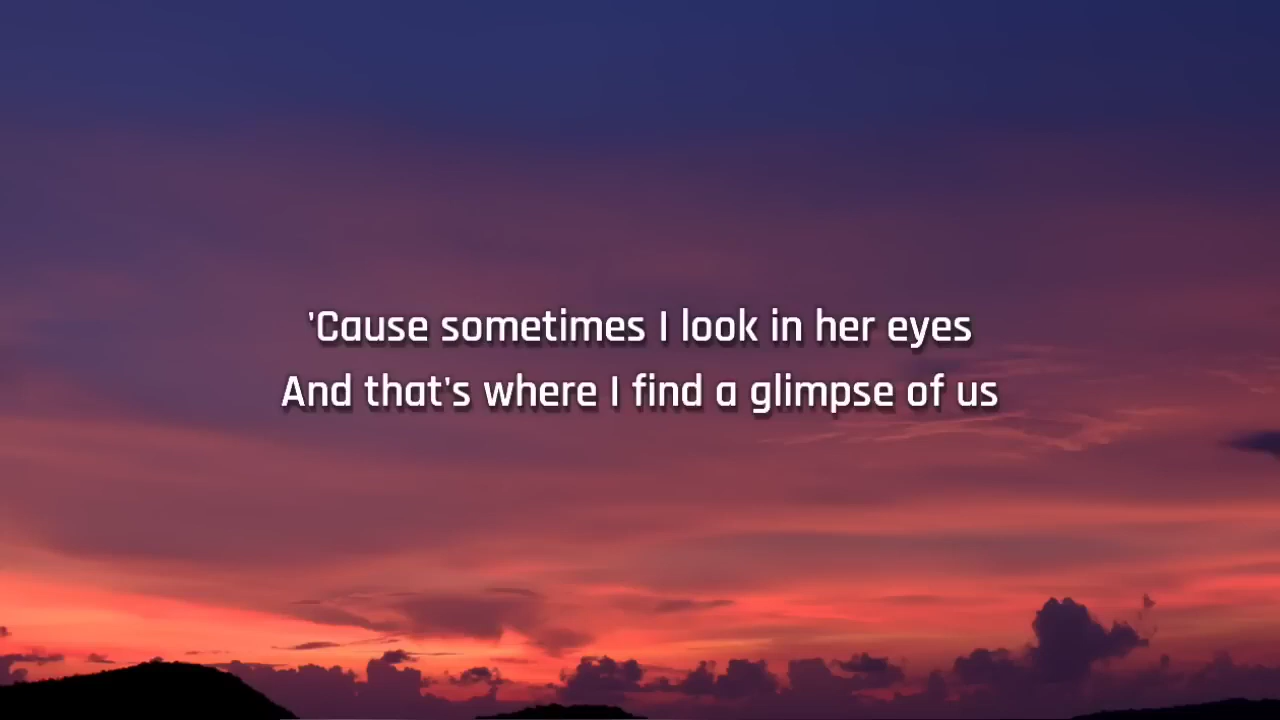 'Cause sometimes I look in her eyes
And that's where I find a glimpse of us